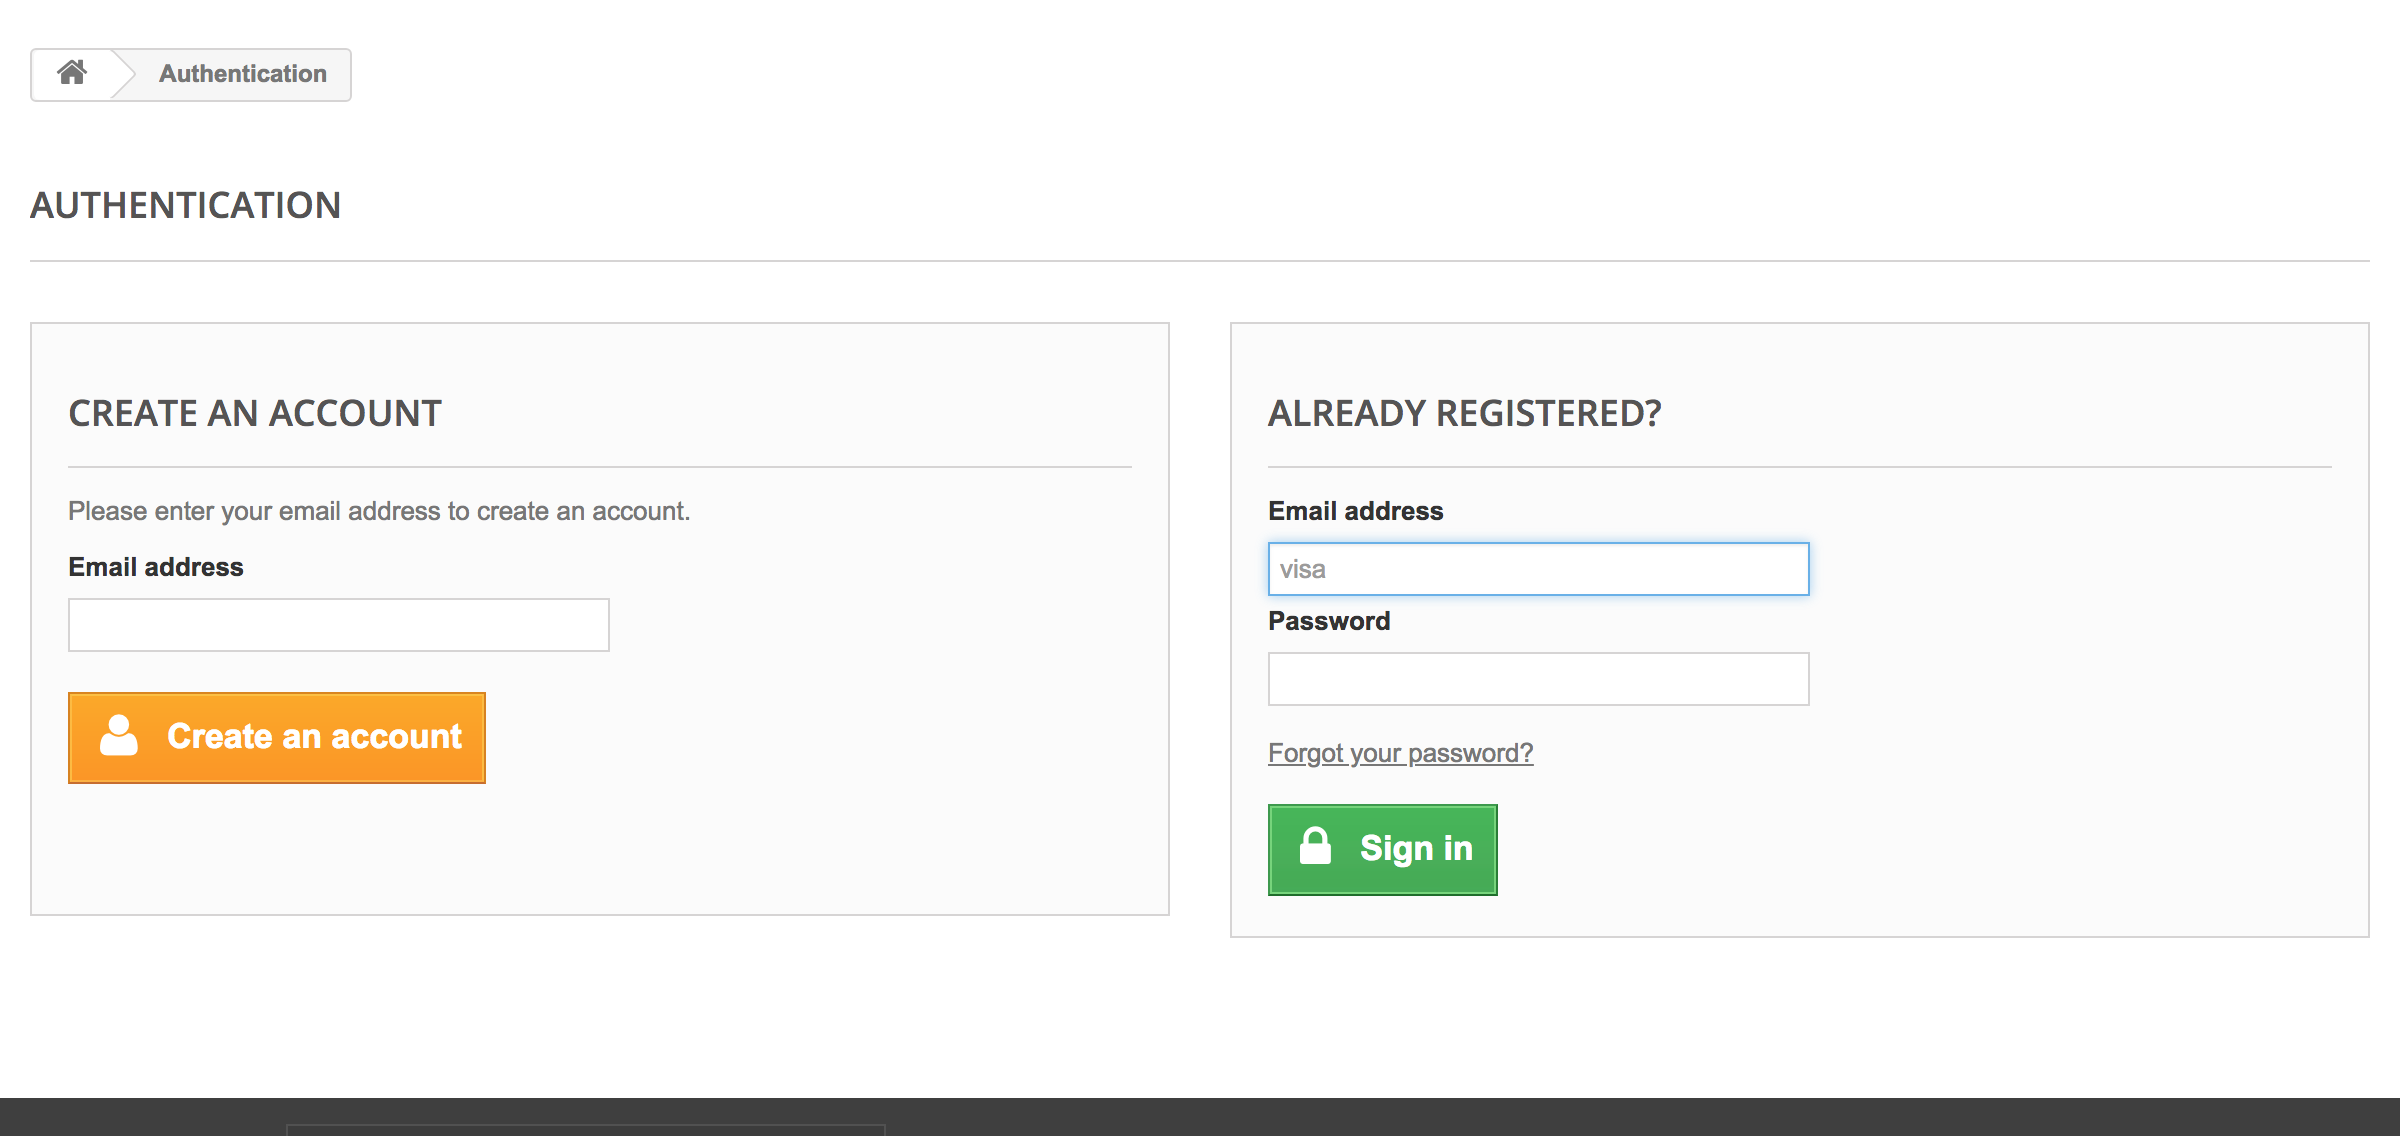 Authentication
AUTHENTICATION
CREATE AN ACCOUNT
Please enter your email address to create an account.
Email address
Create an account
ALREADY REGISTERED?
Email address
visa
Password
Forgot your password?
Sign in